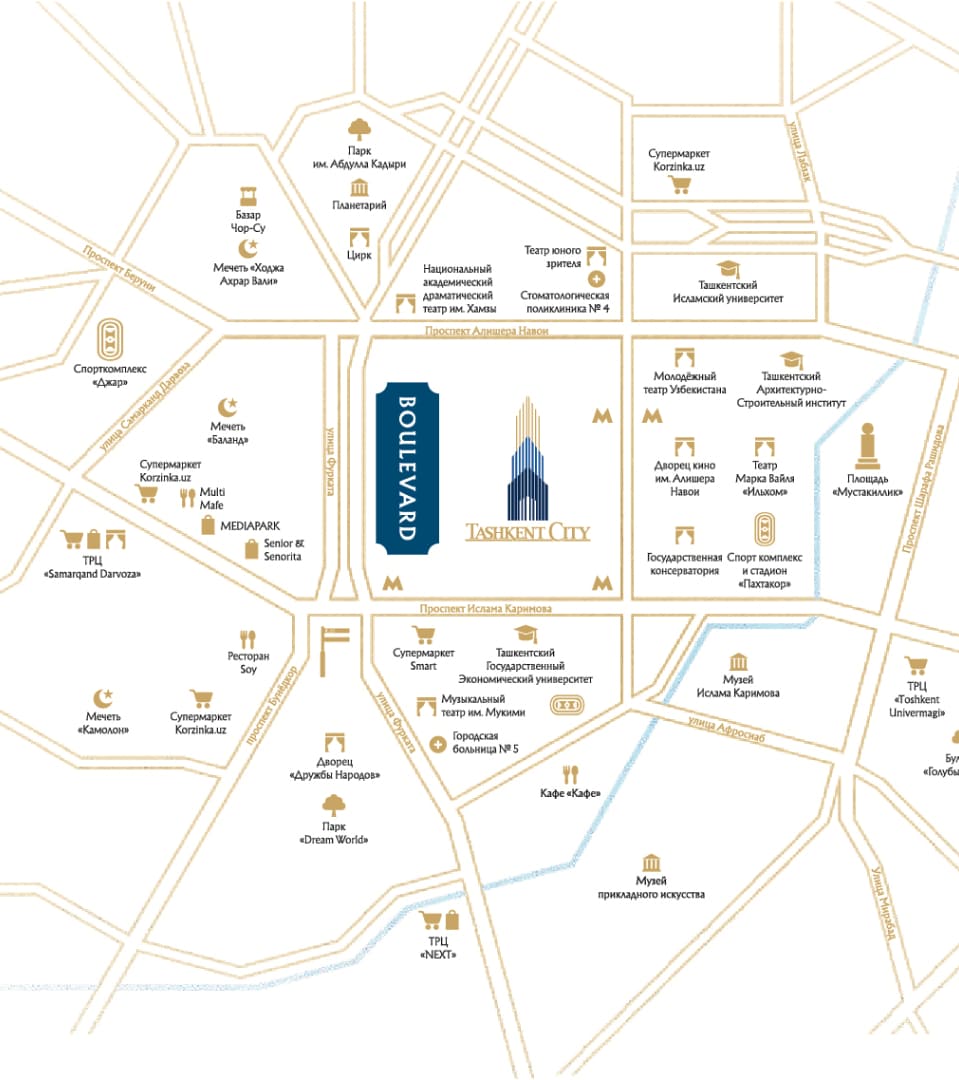 Парк
им. Абдулла Кадыри
Планетарий
Цирк
Базар
Чор-Су
Мечеть «Ходжа
Ахрар Вали»
Супермаркет
Korzinka.uz
улица Лабзак
Проспект Беруни
Национальный
академический
драматический
театр им. Хамзы
Театр юного
зрителя
Стоматологическая
поликлиника № 4
Ташкентский
Исламский университет
Проспект Алишера Навои
Спорткомплекс
«Джар»
улица Самарканд Дарвоза
Мечеть
«Баланд»
Супермаркет
Korzinka.uz
Multi
Mafe
MEDIAPARK
Senior &
Senorita
ТРЦ
«Samarqand Darvoza»
улица Фурката
BOULEVARD
TASHKENT CITY
M
M
M
M
Молодёжный
театр Узбекистана
Ташкентский
Архитектурно-
Строительный институт
Дворец кино
им. Алишера
Навои
Театр
Марка Вайля
«Ильхом»
Площадь
«Мустакиллик»
Проспект Шарафа Рашидова
Государственная
консерватория
Спорт комплекс
и стадион
«Пахтакор»
Проспект Ислама Каримова
Ресторан
Soy
Мечеть
«Камолон»
Супермаркет
Korzinka.uz
проспект Бунёдкор
улица Фурката
Супермаркет
Smart
Ташкентский
Государственный
Экономический университет
Музыкальный
театр им. Мукими
Городская
больница № 5
Музей
Ислама Каримова
ТРЦ
«Toshkent
Univermagi»
улица Афросиаб
Бул
«Голубы
Дворец
«Дружбы Народов»
Парк
«Dream World»
Кафе «Кафе»
Музей
прикладного искусства
Улица Мирабад
ТРЦ
«NEXT»